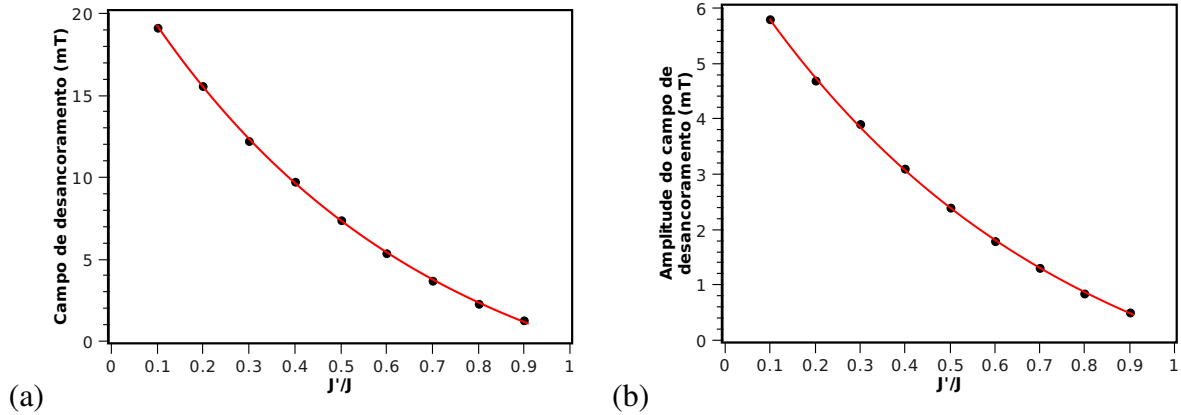 Campo de desancoramento (mT)
20
15
10
5
0
0 0.1 0.2 0.3 0.4 0.5 0.6 0.7 0.8 0.9 1
J'/J
(a)
Amplitude do campo de
desancoramento (mT)
6
5
4
3
2
1
0
0 0.1 0.2 0.3 0.4 0.5 0.6 0.7 0.8 0.9 1
J'/J
(b)